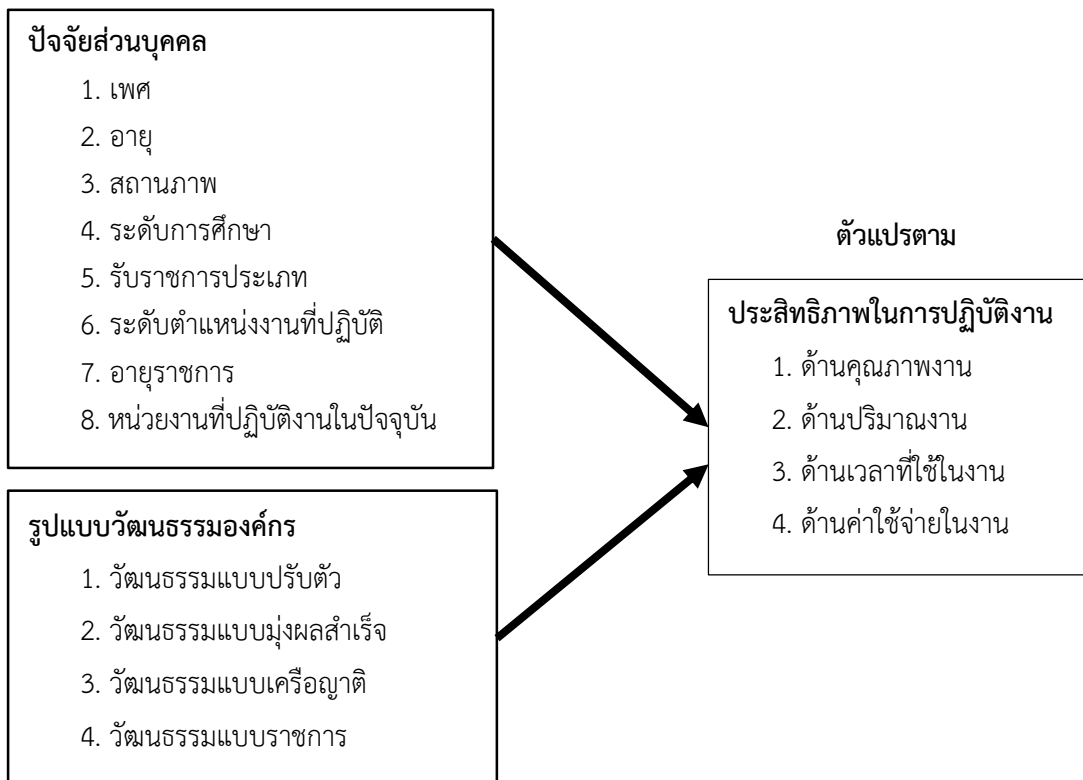 ปัจจัยส่วนบุคคล
1. เพศ
2. อายุ
3. สถานภาพ
4. ระดับการศึกษา
5. รับราชการประเภท
6. ระดับตำแหน่งงานที่ปฏิบัติ
7. อายุราชการ
8. หน่วยงานที่ปฏิบัติงานในปัจจุบัน
รูปแบบวัฒนธรรมองค์กร
1. วัฒนธรรมแบบปรับตัว
2. วัฒนธรรมแบบมุ่งผลสำเร็จ
3. วัฒนธรรมแบบเครือญาติ
4. วัฒนธรรมแบบราชการ
ตัวแปรตาม
ประสิทธิภาพในการปฏิบัติงาน
1. ด้านคุณภาพงาน
2. ด้านปริมาณงาน
3. ด้านเวลาที่ใช้ในงาน
4. ด้านค่าใช้จ่ายในงาน